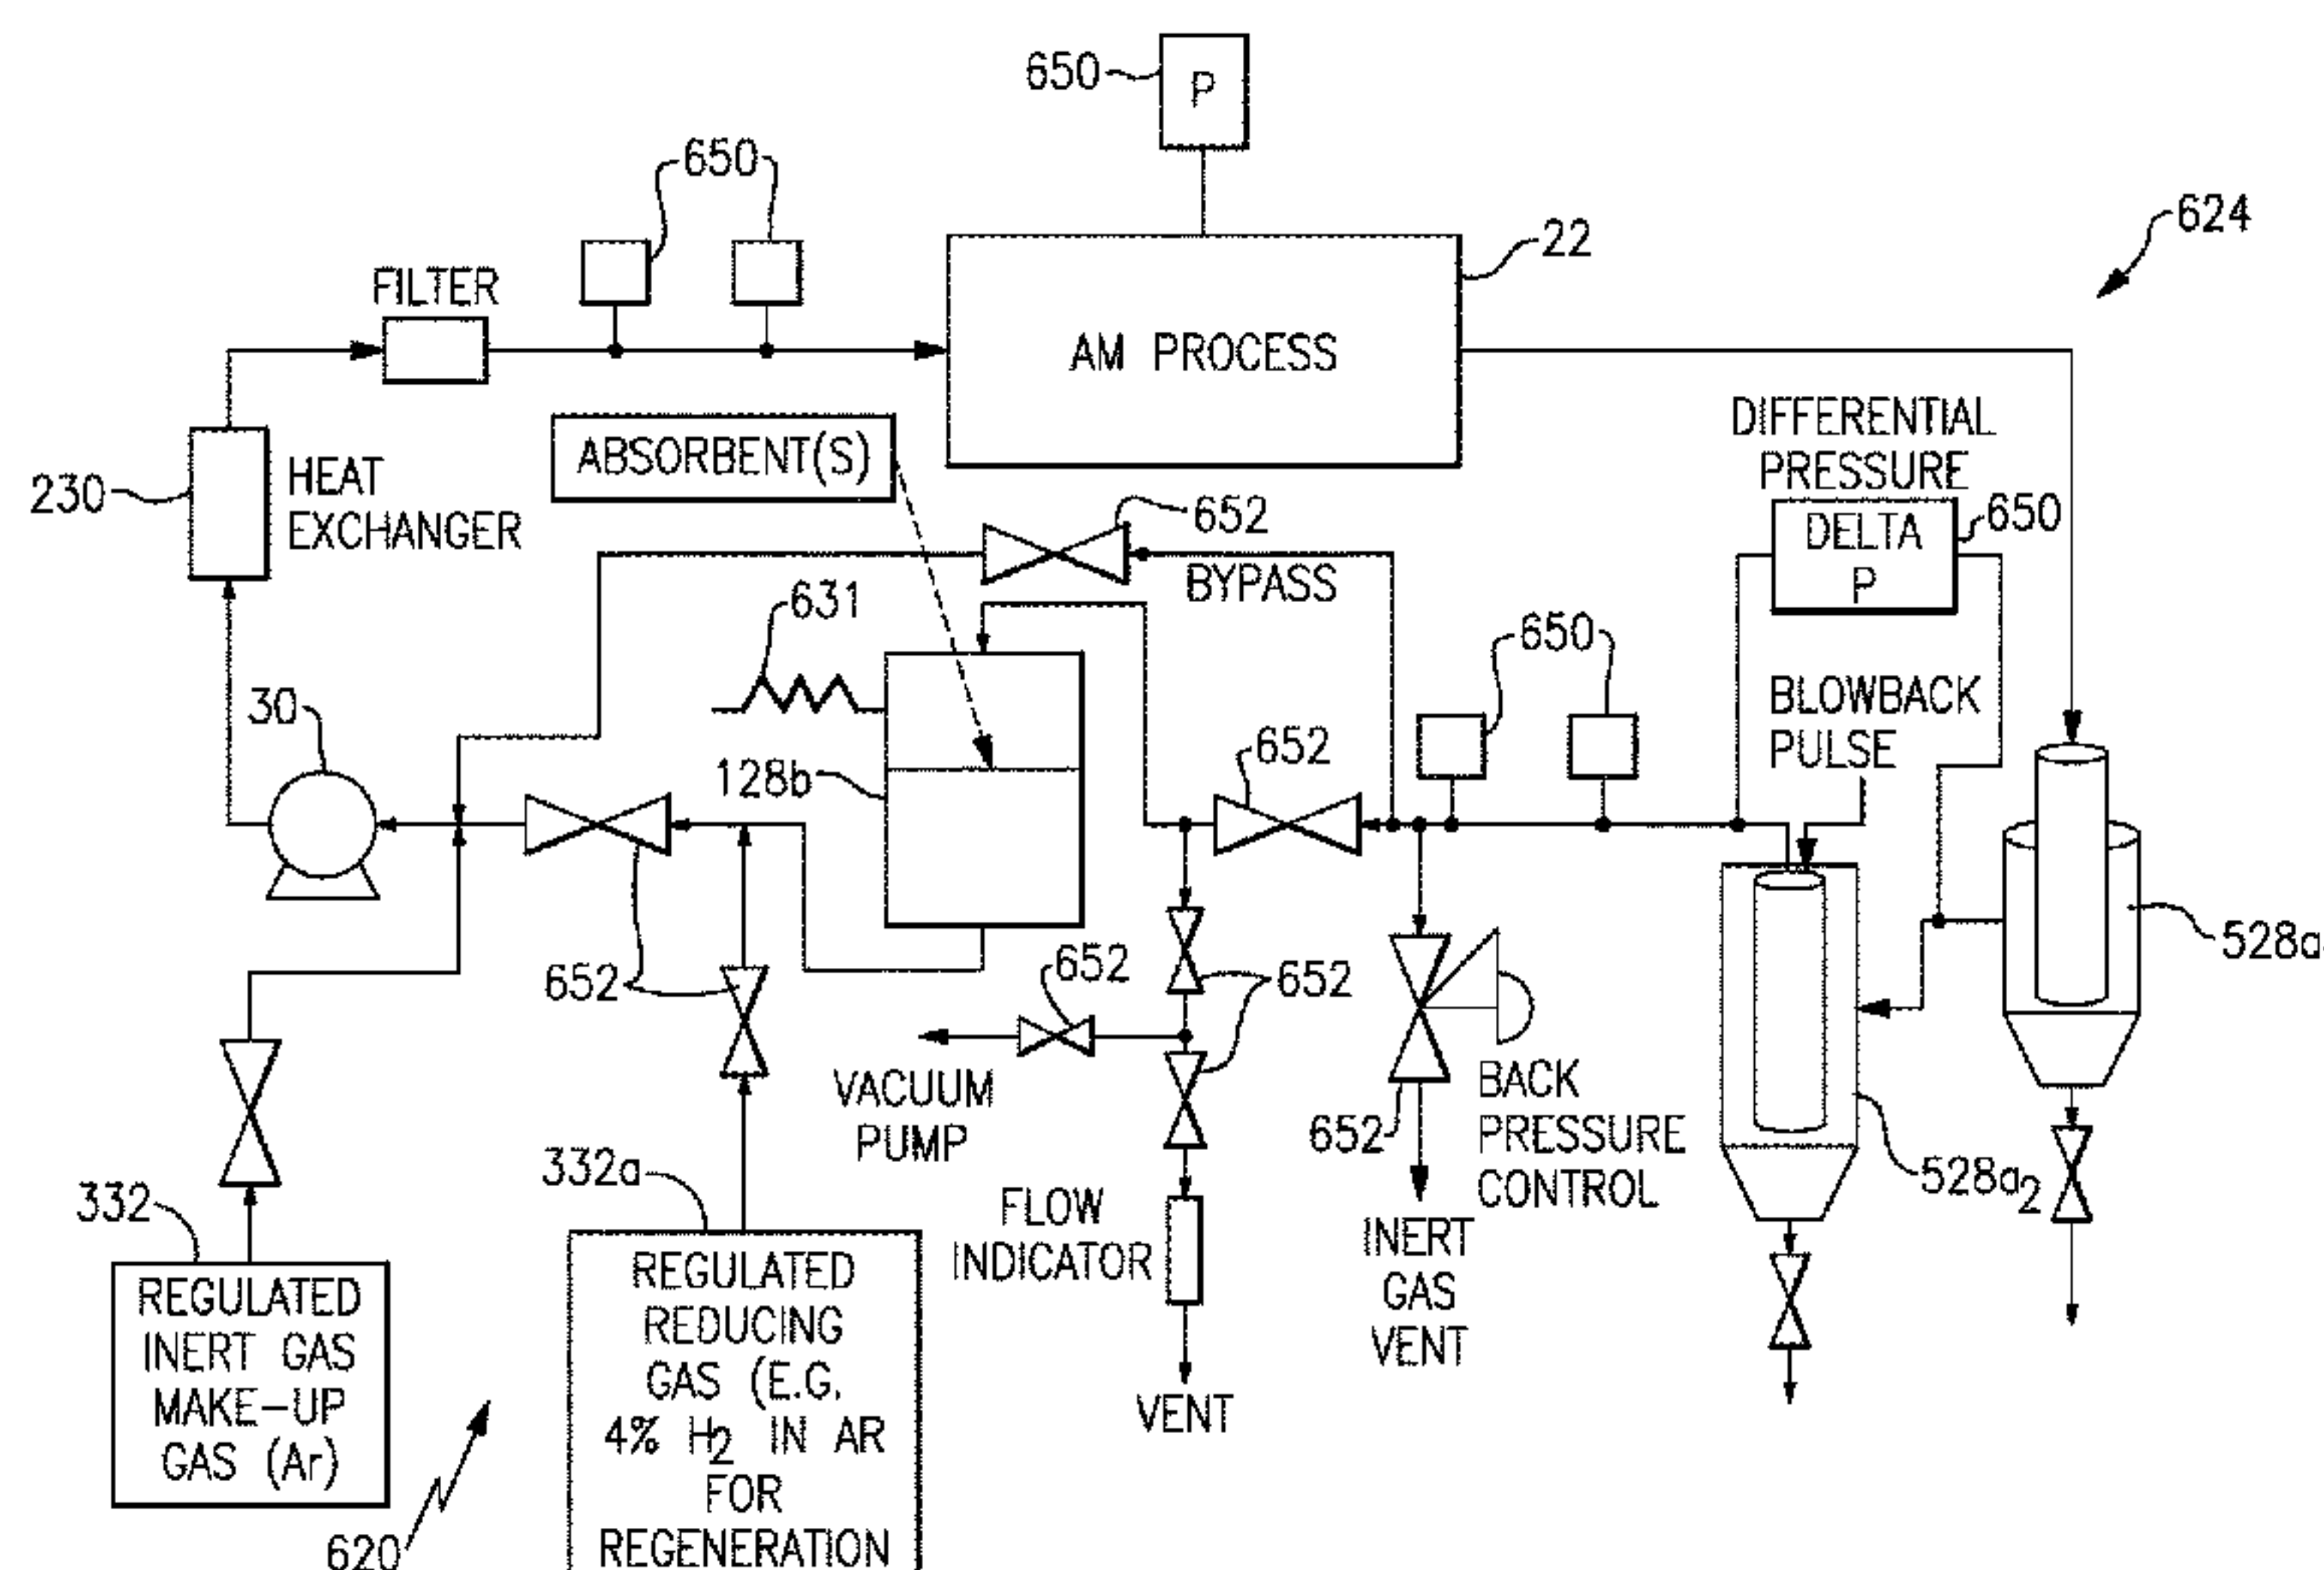 650
P
650
624
22
FILTER
AM PROCESS
DIFFERENTIAL
PRESSURE
ABSORBENT(S)
230
HEAT
EXCHANGER
652
DELTA
P
650
BYPASS
631
650
BLOWBACK
PULSE
30
652
128b
528a
652
652
652
VACUUM
PUMP
BACK
PRESSURE
CONTROL
652
528a2
332
332a
FLOW
INDICATOR
INERT
GAS
VENT
REGULATED
INERT GAS
MAKE-UP
GAS (Ar)
REGULATED
REDUCING
GAS (E.G.
4% H2 IN AR
FOR
REGENERATION
VENT
620